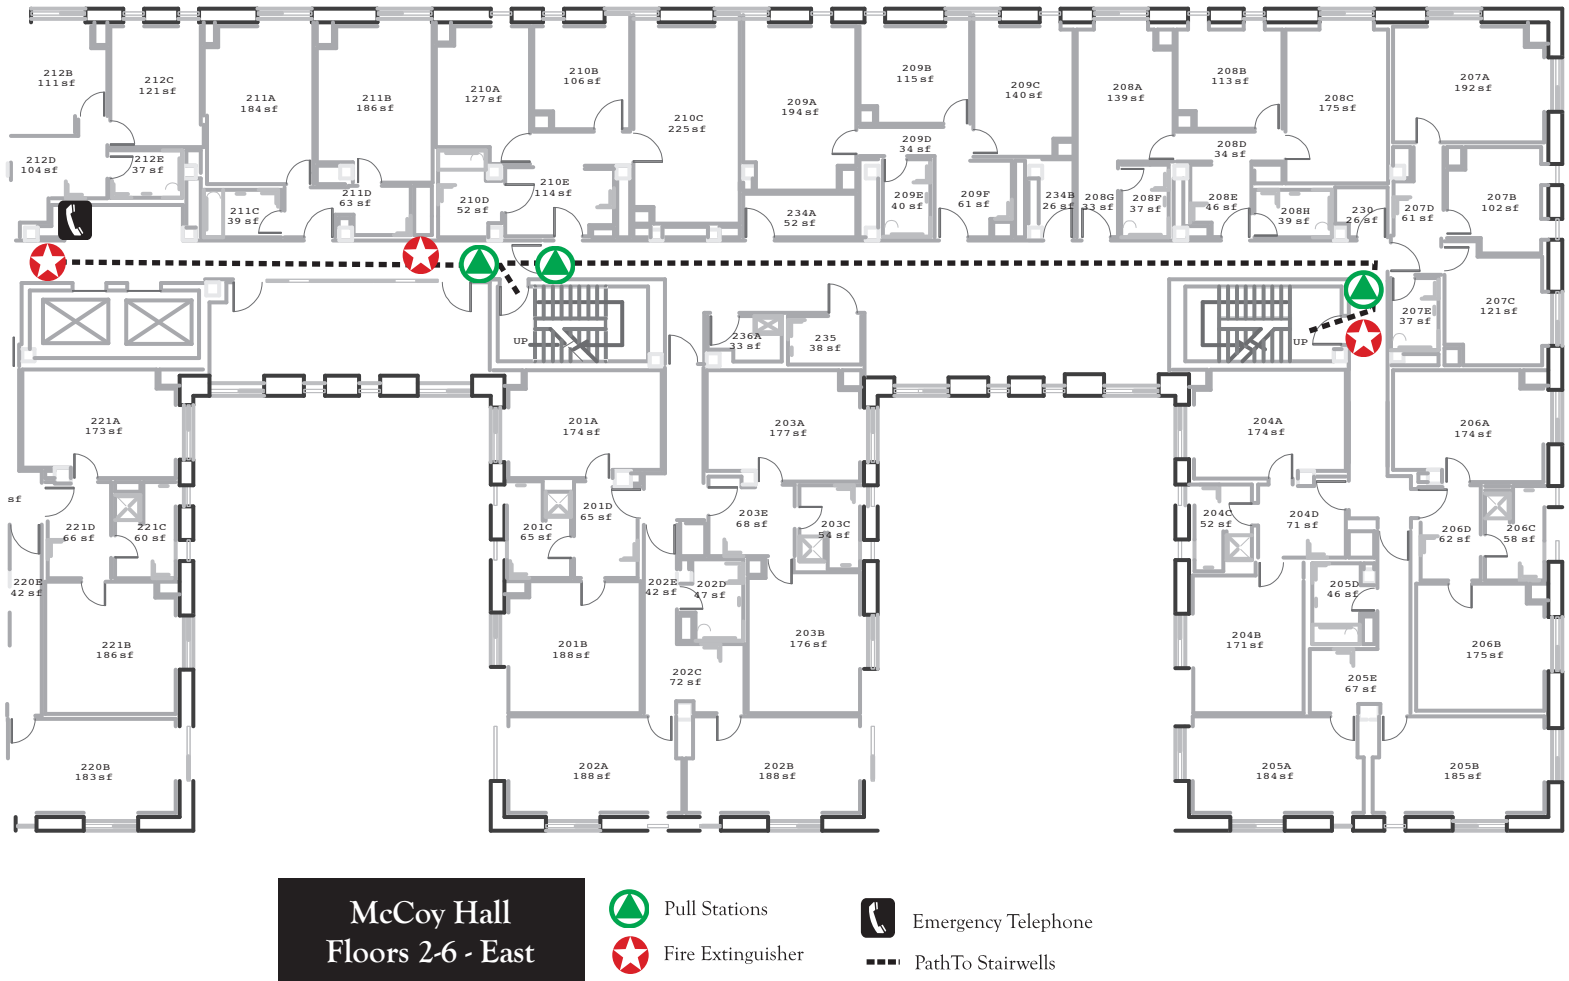 212B
111 sf
212C
121 sf
211A
184 sf
211B
186 sf
210A
127 sf
210B
106 sf
210C
225 sf
209A
194 sf
209B
115 sf
209C
140 sf
208A
139 sf
208B
113 sf
208C
175 sf
207A
192 sf
212D
104 sf
212E
37 sf
211C
39 sf
211D
63 sf
210D
52 sf
210E
114 sf
234A
52 sf
209D
34 sf
209E
40 sf
209F
61 sf
234B
26 sf
208G
33 sf
208F
37 sf
208D
34 sf
208E
46 sf
208H
39 sf
230
26 sf
207D
61 sf
207B
102 sf
207C
121 sf
207E
37 sf
UP
236A
33 sf
235
38 sf
UP
221A
173 sf
201A
174 sf
203A
177 sf
204A
174 sf
206A
174 sf
sf
221D
66 sf
221C
60 sf
201C
65 sf
201D
65 sf
203E
68 sf
203C
54 sf
204C
52 sf
204D
71 sf
206D
62 sf
206C
58 sf
220E
42 sf
202E
42 sf
202D
47 sf
205D
46 sf
221B
186 sf
201B
188 sf
203B
176 sf
204B
171 sf
206B
175 sf
202C
72 sf
205E
67 sf
220B
183 sf
202A
188 sf
202B
188 sf
205A
184 sf
205B
185 sf
McCoy Hall
Floors 2-6 - East
Pull Stations
Fire Extinguisher
Emergency Telephone
PathTo Stairwells